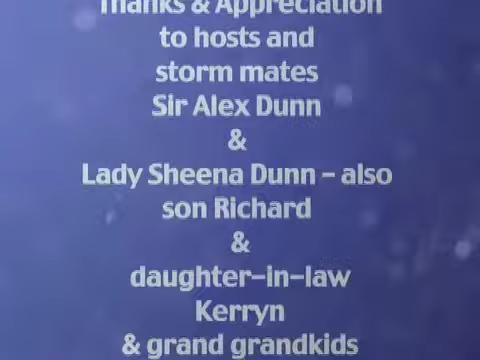 Thanks & Appreciation
to hosts and
storm mates
Sir Alex Dunn
&
Lady Sheena Dunn - also
son Richard
&
daughter-in-law
Kerryn
& grand grandkids